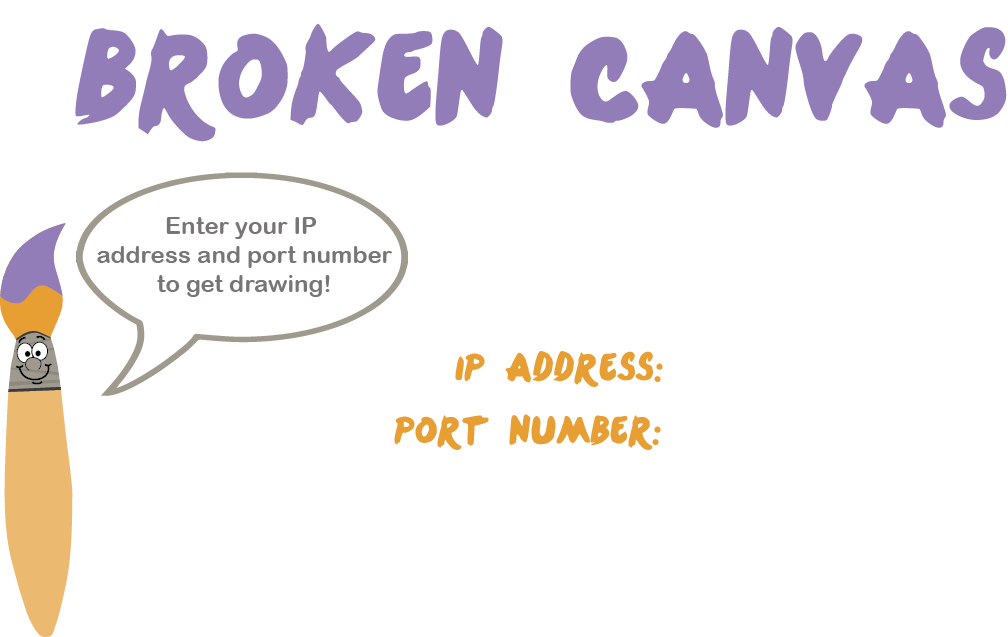 BROKEN CANVAS
Enter your IP
address and port number
to get drawing!
IP ADDRESS:
PORT NUMBER: